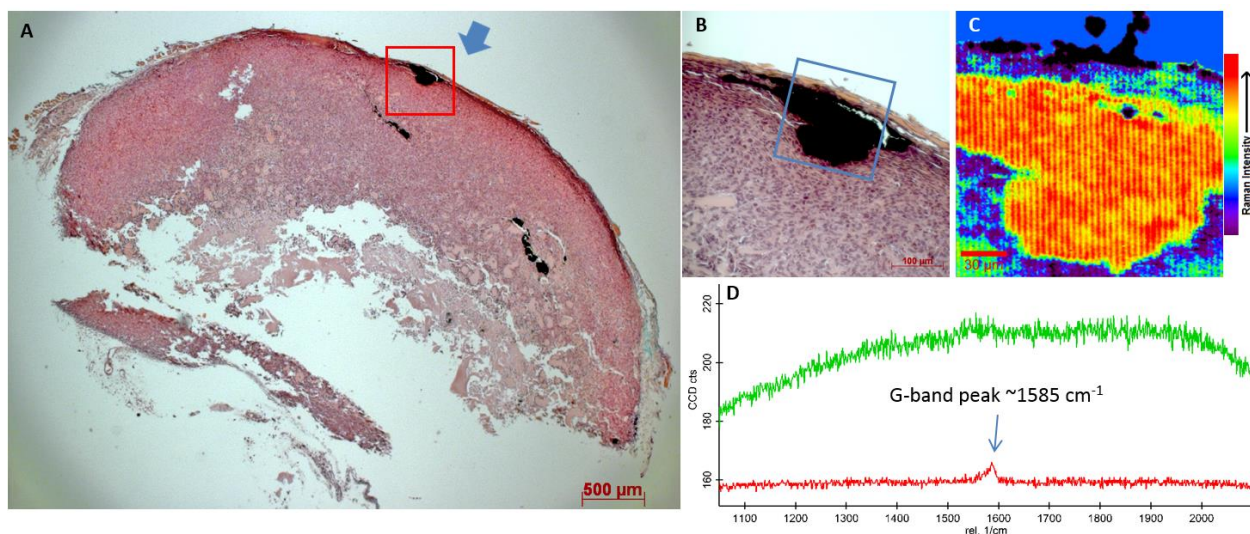 A
500 µm
B
100 µm
C
30 µm
Raman Intensity
D
220
200
180
160
CCD cts
G-band peak ~1585 cm-1
1100 1200 1300 1400 1500 1600 1700 1800 1900 2000
rel. 1/cm